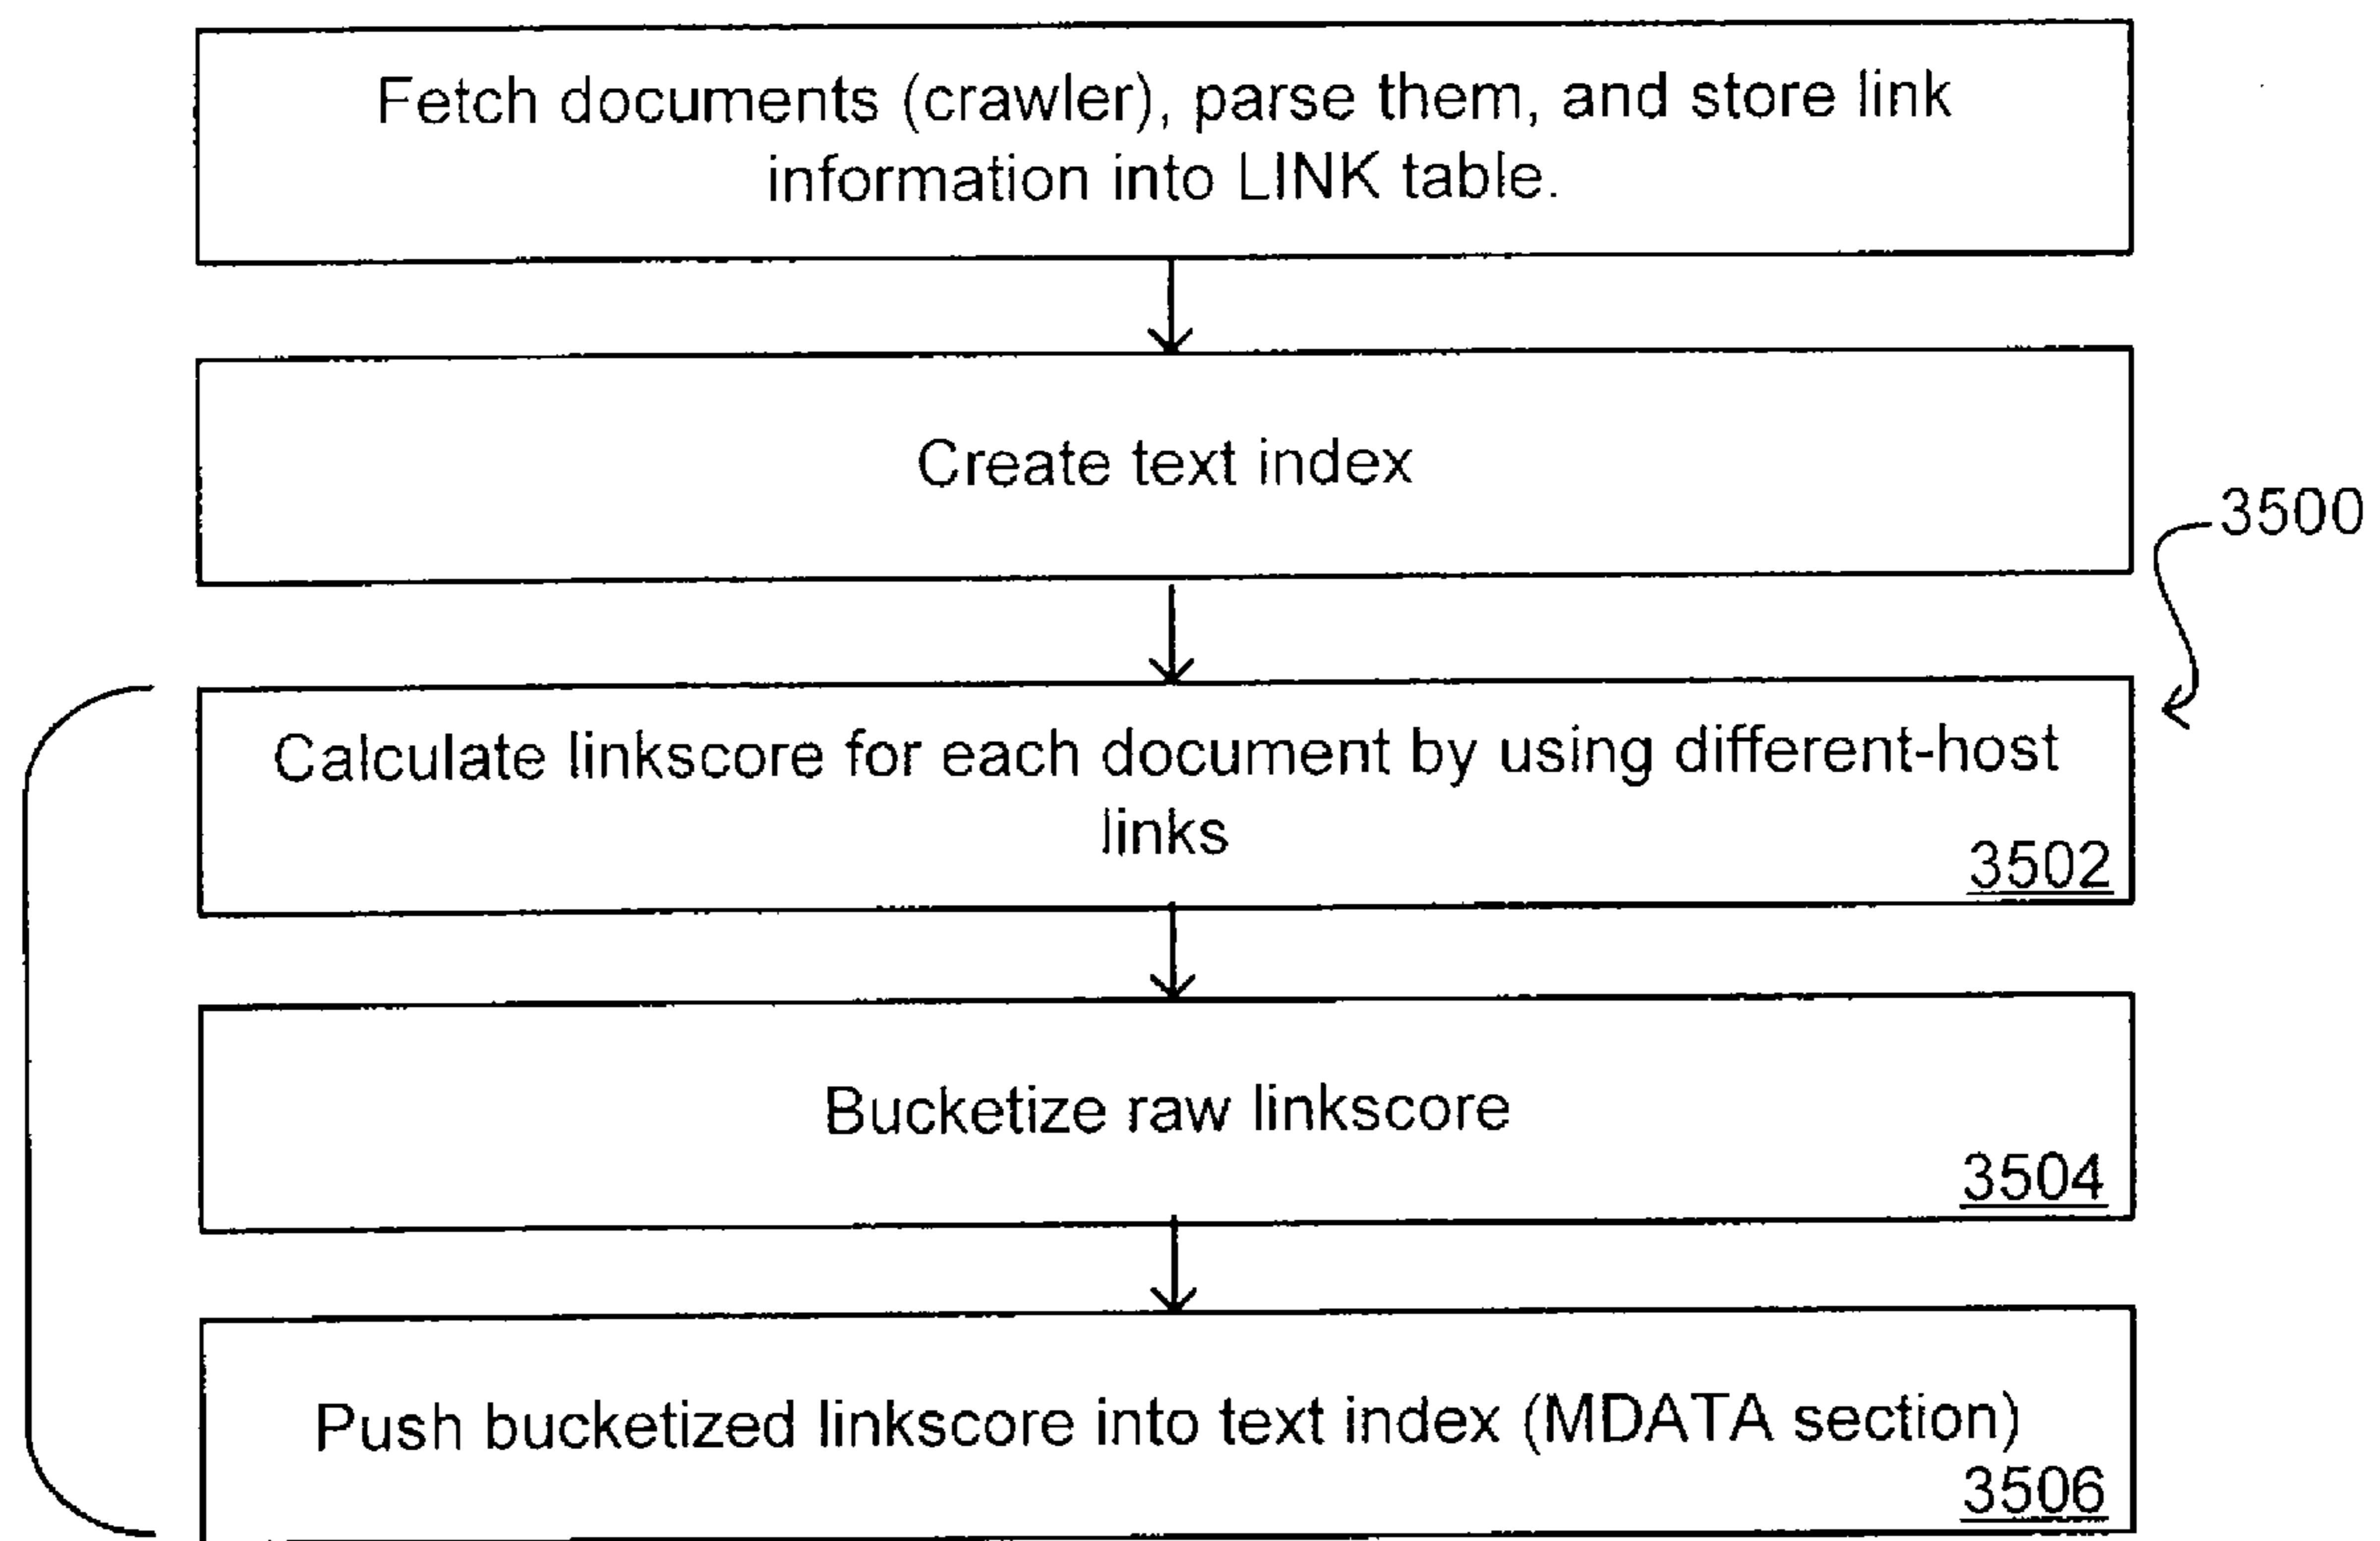 Fetch documents (crawler), parse them, and store link
information into LINK table.
Create text index
3500
Calculate linkscore for each document by using different-host
links
3502
Bucketize raw linkscore
3504
Push bucketized linkscore into text index (MDATA section)
3506